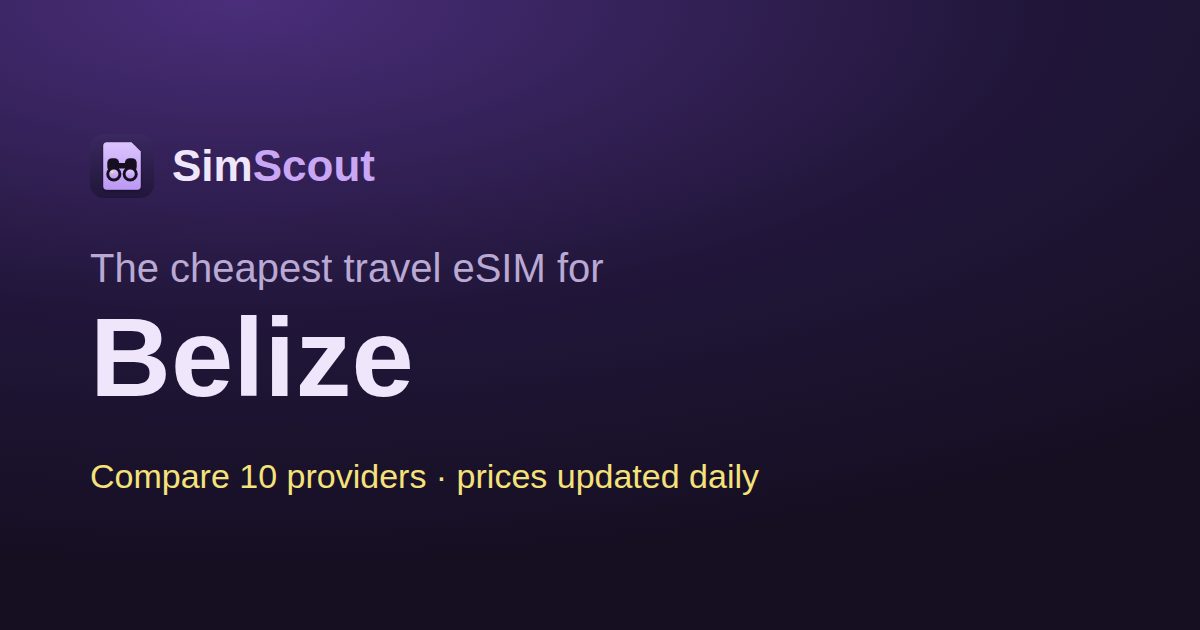 SimScout
The cheapest travel eSIM for
Belize
Compare 10 providers · prices updated daily